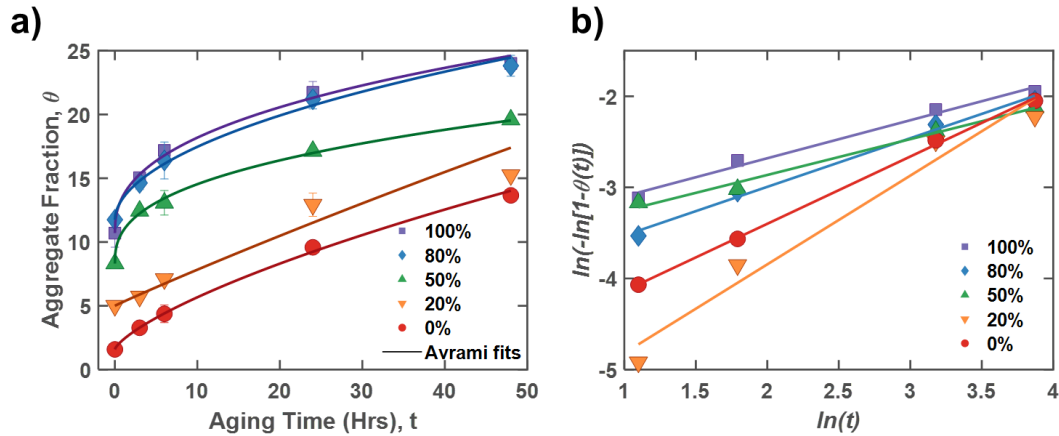 a)
Aggregate Fraction, θ
25
20
15
10
5
0
0 10 20 30 40 50
Aging Time (Hrs), t
100%
80%
50%
20%
0%
Avrami fits
b)
ln(-ln[1-θ(t)])
-2
-3
-4
-5
1 1.5 2 2.5 3 3.5 4
ln(t)
100%
80%
50%
20%
0%